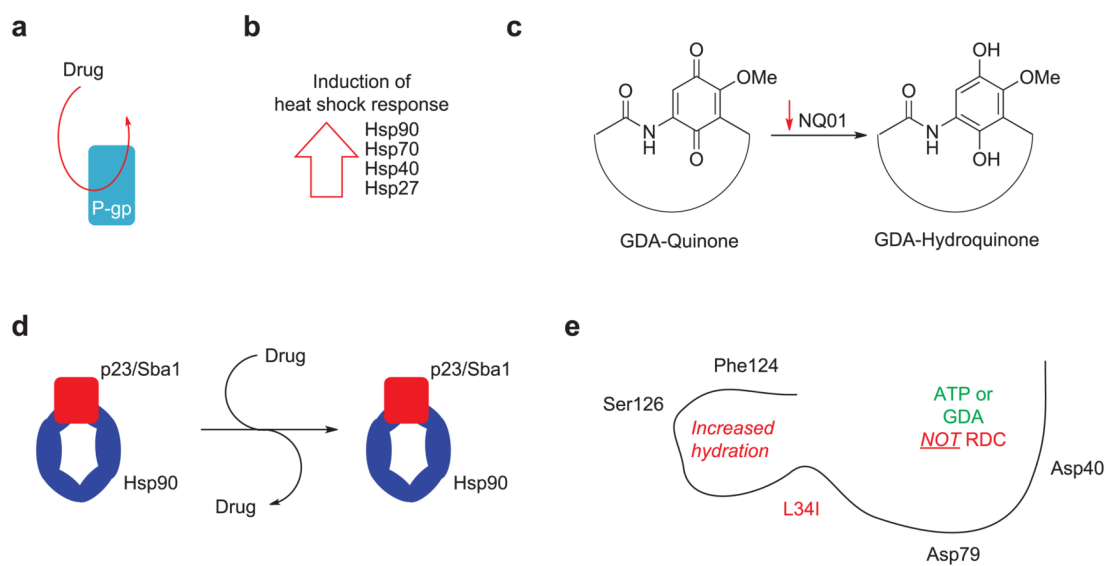 a
Drug
P-gp
b
Induction of
heat shock response
Hsp90
Hsp70
Hsp40
Hsp27
c
O
OMe
O
N
H
O
GDA-Quinone
NQ01
OH
OMe
O
N
H
OH
GDA-Hydroquinone
d
p23/Sba1
Hsp90
Drug
Drug
p23/Sba1
Hsp90
e
Phe124
Ser126
Increased
hydration
L34I
ATP or
GDA
NOT RDC
Asp40
Asp79